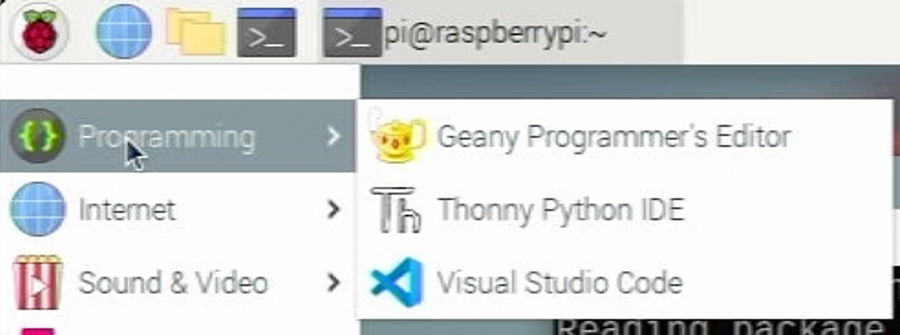 pi@raspberrypi:~
Programming
Geany Programmer's Editor
Internet
Thonny Python IDE
Sound & Video
Visual Studio Code
Reading package